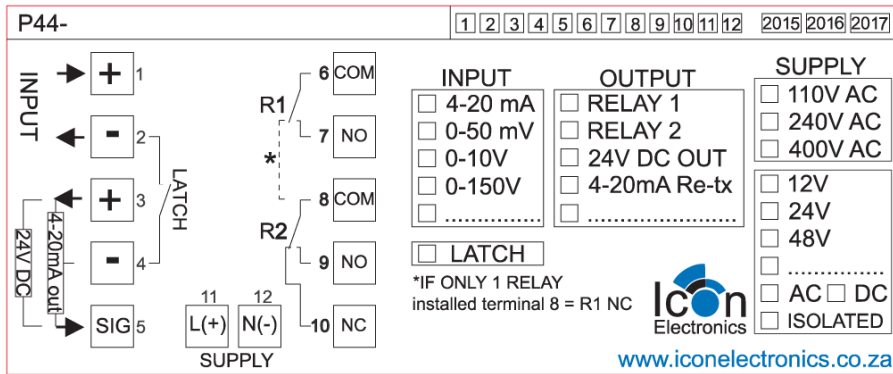 P44-
1 2 3 4 5 6 7 8 9 10 11 12 2015 2016 2017
INPUT
+ 1
- 2
+ 3
- 4
SIG 5
LATCH
4-20mA out
24V DC
11 12
L(+) N(-)
SUPPLY
R1
*
R2
6 COM
7 NO
8 COM
9 NO
10 NC
INPUT
4-20 mA
0-50 mV
0-10V
0-150V
...............
LATCH
*IF ONLY 1 RELAY
installed terminal 8 = R1 NC
OUTPUT
RELAY 1
RELAY 2
24V DC OUT
4-20mA Re-tx
......................
SUPPLY
110V AC
240V AC
400V AC
12V
24V
48V
..............
AC DC
ISOLATED
Icon
Electronics
www.iconelectronics.co.za